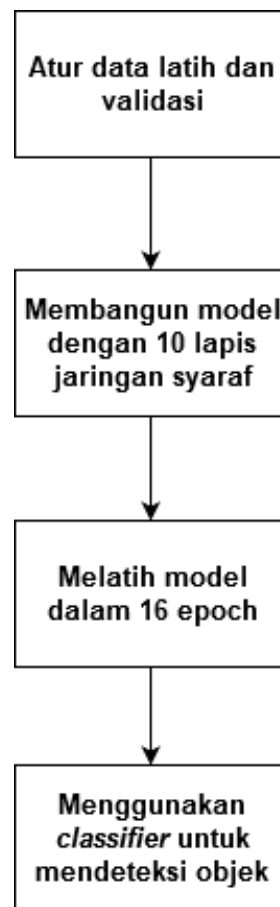 Atur data latih dan
validasi
Membangun model
dengan 10 lapis
jaringan syaraf
Melatih model
dalam 16 epoch
Menggunakan
classifier untuk
mendeteksi objek